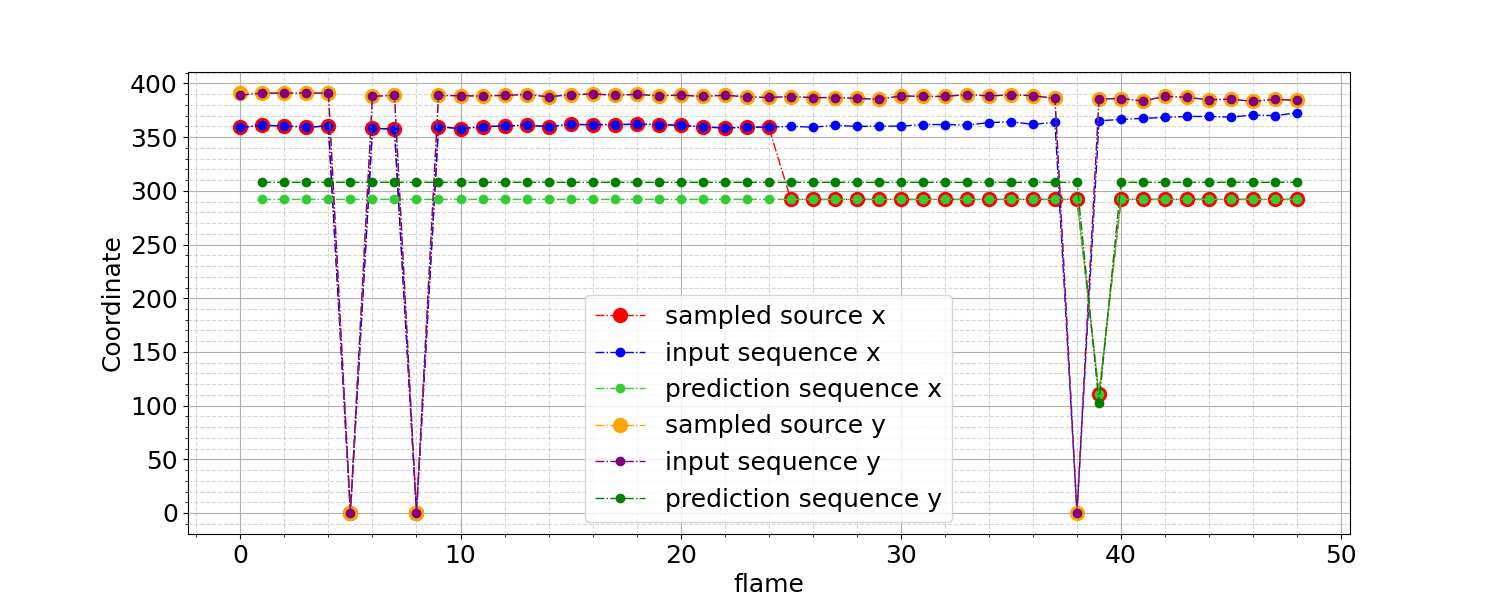 400
350
300
250
200
150
100
50
0
Coordinate
sampled source x
input sequence x
prediction sequence x
sampled source y
input sequence y
prediction sequence y
0 10 20 30 40 50
flame